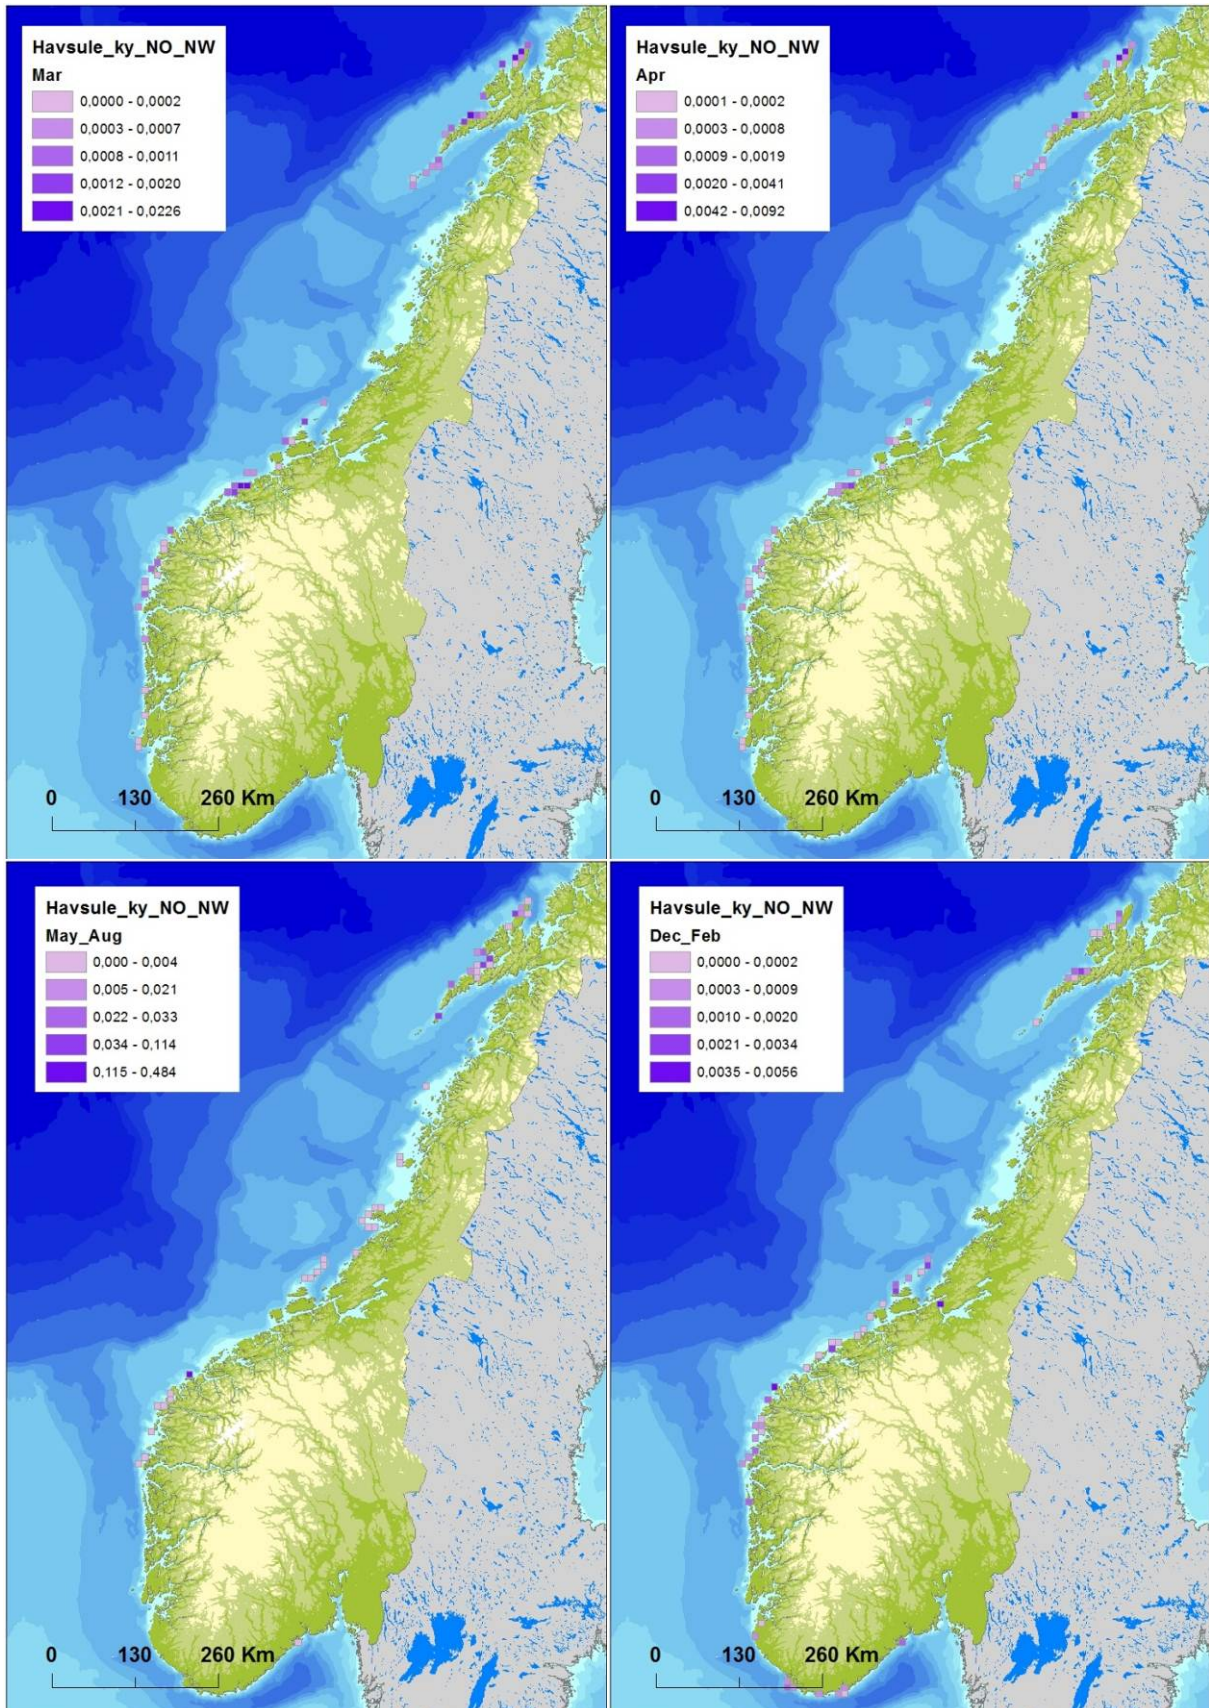 Havsule_ky_NO_NW
Mar
0,0000 - 0,0002
0,0003 - 0,0007
0,0008 - 0,0011
0,0012 - 0,0020
0,0021 - 0,0226
0 130 260 Km
Havsule_ky_NO_NW
Apr
0,0001 - 0,0002
0,0003 - 0,0008
0,0009 - 0,0019
0,0020 - 0,0041
0,0042 - 0,0092
0 130 260 Km
Havsule_ky_NO_NW
May_Aug
0,000 - 0,004
0,005 - 0,021
0,022 - 0,033
0,034 - 0,114
0,115 - 0,484
0 130 260 Km
Havsule_ky_NO_NW
Dec_Feb
0,0000 - 0,0002
0,0003 - 0,0009
0,0010 - 0,0020
0,0021 - 0,0034
0,0035 - 0,0056
0 130 260 Km